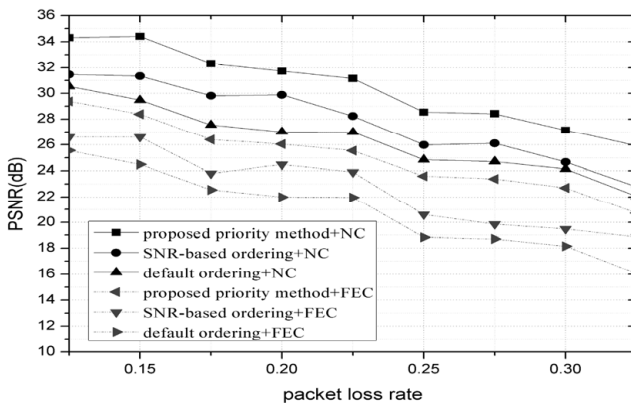 36
34
32
30
28
26
24
22
20
18
16
14
12
10
PSNR(dB)
proposed priority method+NC
SNR-based ordering+NC
default ordering+NC
proposed priority method+FEC
SNR-based ordering+FEC
default ordering+FEC
0.15 0.20 0.25 0.30
packet loss rate